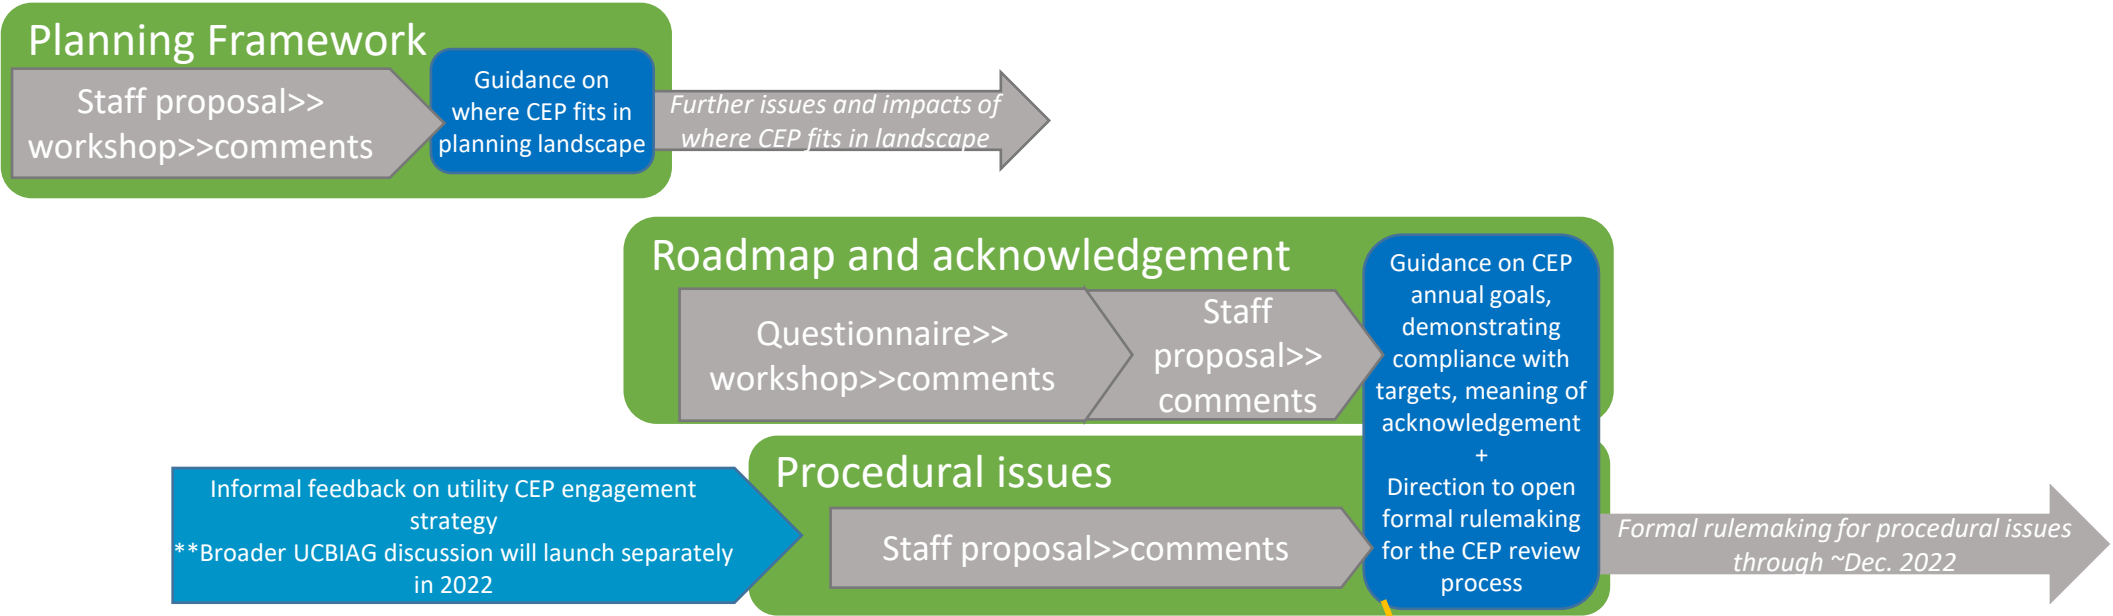 Planning Framework
Staff proposal>>
workshop>>comments
Guidance on
where CEP fits in
planning landscape
Further issues and impacts of
where CEP fits in landscape
Roadmap and acknowledgement
Questionnaire>>
workshop>>comments
Staff
proposal>>
comments
Guidance on CEP
annual goals,
demonstrating
compliance with
targets, meaning of
acknowledgement
+
Direction to open
formal rulemaking
for the CEP review
process
Procedural issues
Informal feedback on utility CEP engagement
strategy
**Broader UCBIAG discussion will launch separately
in 2022
Staff proposal>>comments
Formal rulemaking for procedural issues
through ~Dec. 2022